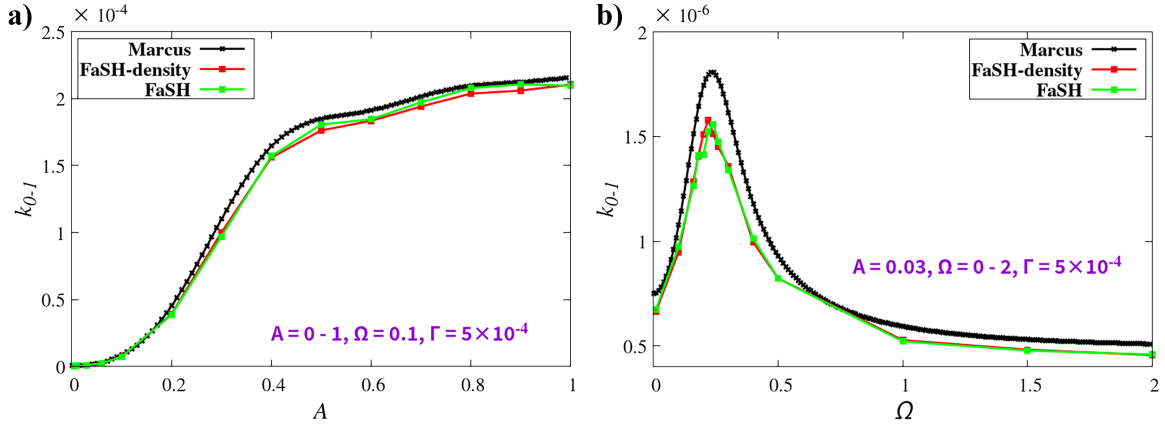 a)
× 10⁻⁴
2.5
2
1.5
1
0.5
0
k₀₋₁
Marcus
FaSH-density
FaSH
A = 0 - 1, Ω = 0.1, Γ = 5×10⁻⁴
0 0.2 0.4 0.6 0.8 1
A
b)
× 10⁻⁶
2
1.5
1
0.5
k₀₋₁
Marcus
FaSH-density
FaSH
A = 0.03, Ω = 0 - 2, Γ = 5×10⁻⁴
0 0.5 1 1.5 2
Ω